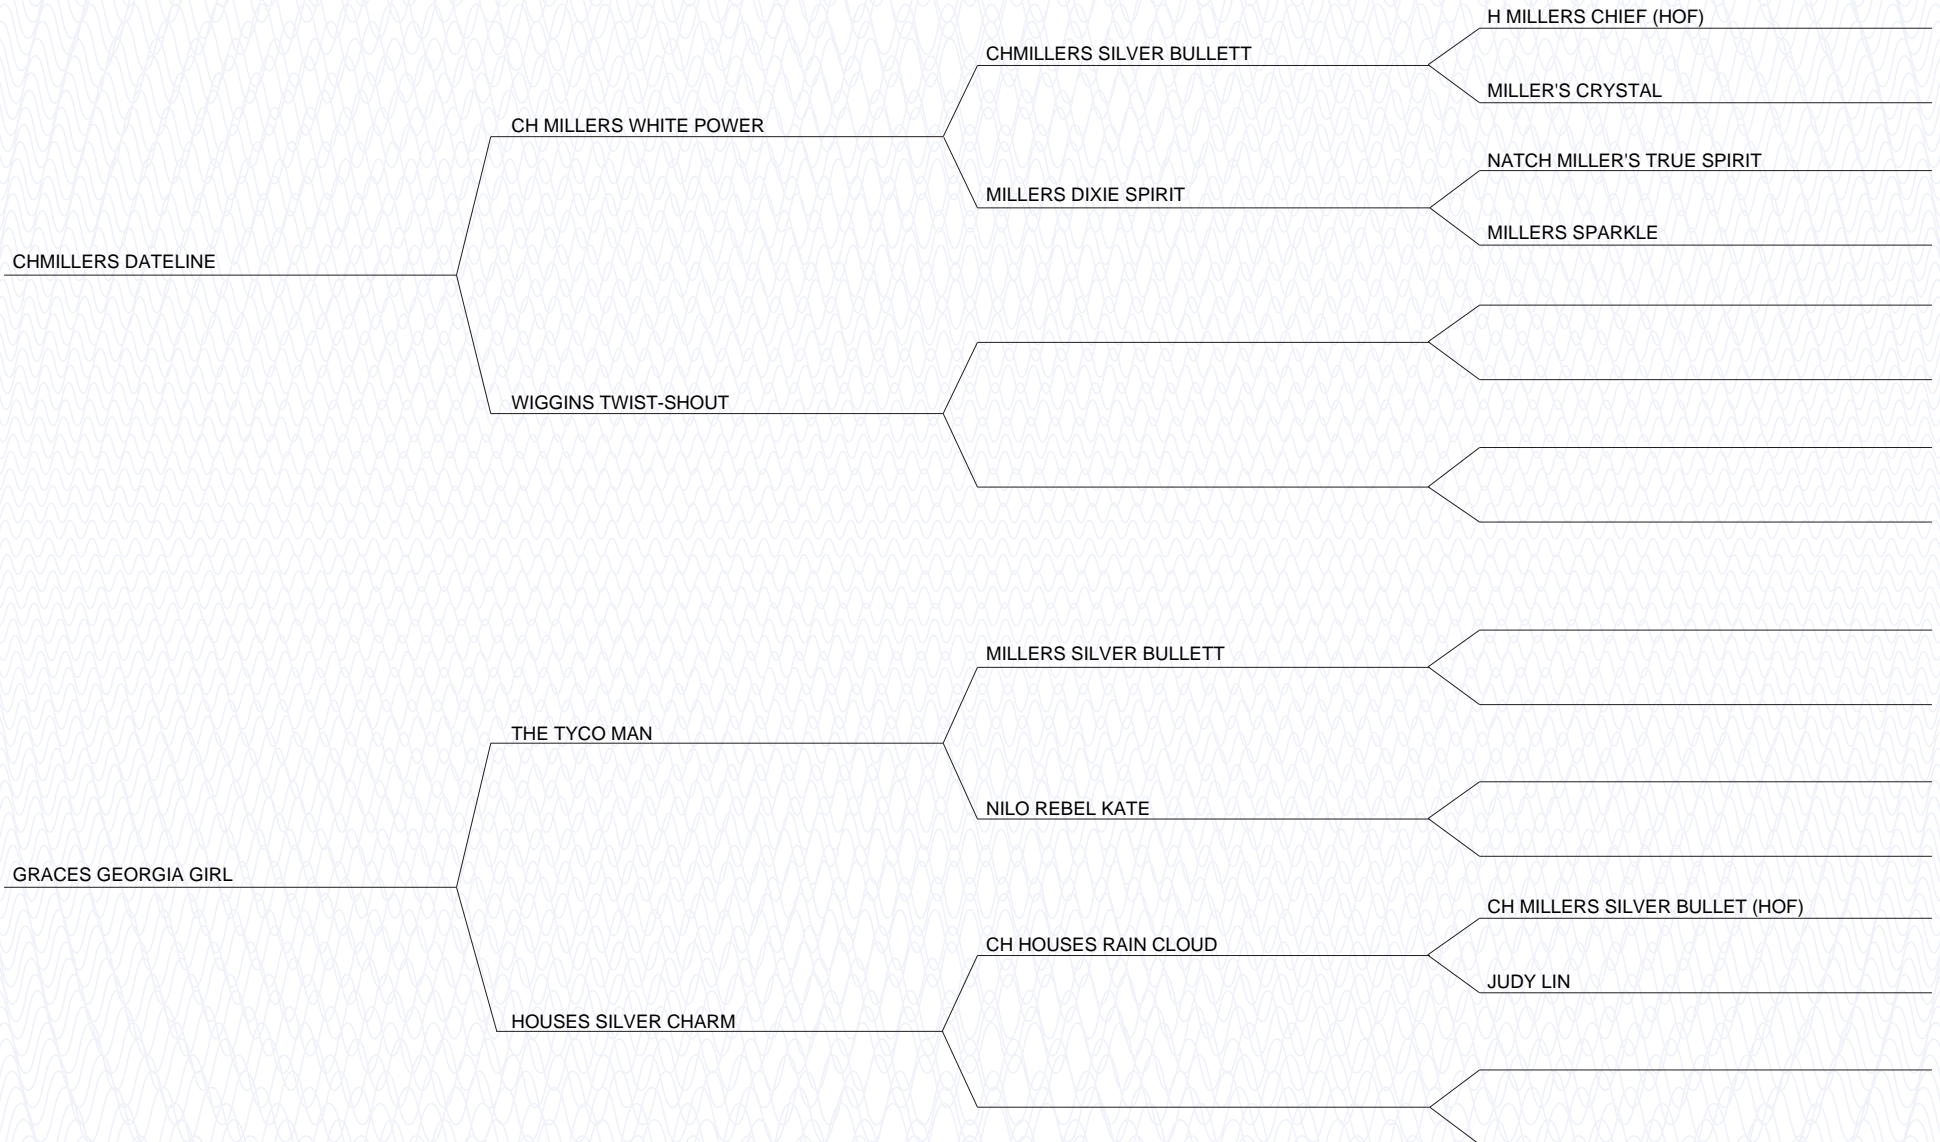 H MILLERS CHIEF (HOF)
CHMILLERS SILVER BULLETT
MILLER'S CRYSTAL
CH MILLERS WHITE POWER
NATCH MILLER'S TRUE SPIRIT
MILLERS DIXIE SPIRIT
MILLERS SPARKLE
CHMILLERS DATELINE
WIGGINS TWIST-SHOUT
MILLERS SILVER BULLETT
THE TYCO MAN
NILO REBEL KATE
GRACES GEORGIA GIRL
CH MILLERS SILVER BULLET (HOF)
CH HOUSES RAIN CLOUD
JUDY LIN
HOUSES SILVER CHARM